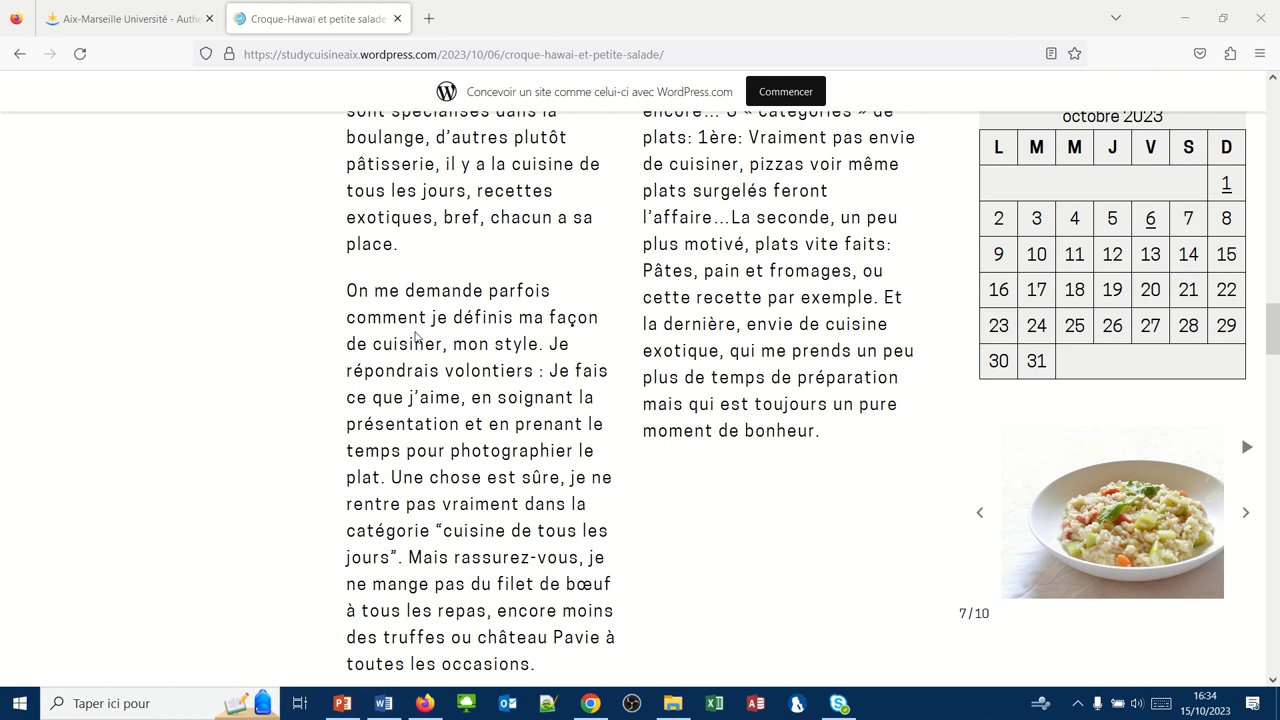 Aix-Marseille Université - Authe
Croque-Hawaï et petite salade
https://studycuisineaix.wordpress.com/2023/10/06/croque-hawai-et-petite-salade/
Concevoir un site comme celui-ci avec WordPress.com
Commencer
sont spécialisés dans la
boulange, d’autres plutôt
pâtisserie, il y a la cuisine de
tous les jours, recettes
exotiques, bref, chacun a sa
place.
On me demande parfois
comment je définis ma façon
de cuisiner, mon style. Je
répondrais volontiers : Je fais
ce que j’aime, en soignant la
présentation et en prenant le
temps pour photographier le
plat. Une chose est sûre, je ne
rentre pas vraiment dans la
catégorie “cuisine de tous les
jours”. Mais rassurez-vous, je
ne mange pas du filet de bœuf
à tous les repas, encore moins
des truffes ou château Pavie à
toutes les occasions.
encore... 3 « catégories » de
plats: 1ère: Vraiment pas envie
de cuisiner, pizzas voir même
plats surgelés feront
l’affaire...La seconde, un peu
plus motivé, plats vite faits:
Pâtes, pain et fromages, ou
cette recette par exemple. Et
la dernière, envie de cuisine
exotique, qui me prends un peu
plus de temps de préparation
mais qui est toujours un pure
moment de bonheur.
octobre 2023
L M M J V S D
1
2 3 4 5 6 7 8
9 10 11 12 13 14 15
16 17 18 19 20 21 22
23 24 25 26 27 28 29
30 31
7/10
Taper ici pour
16:34
15/10/2023